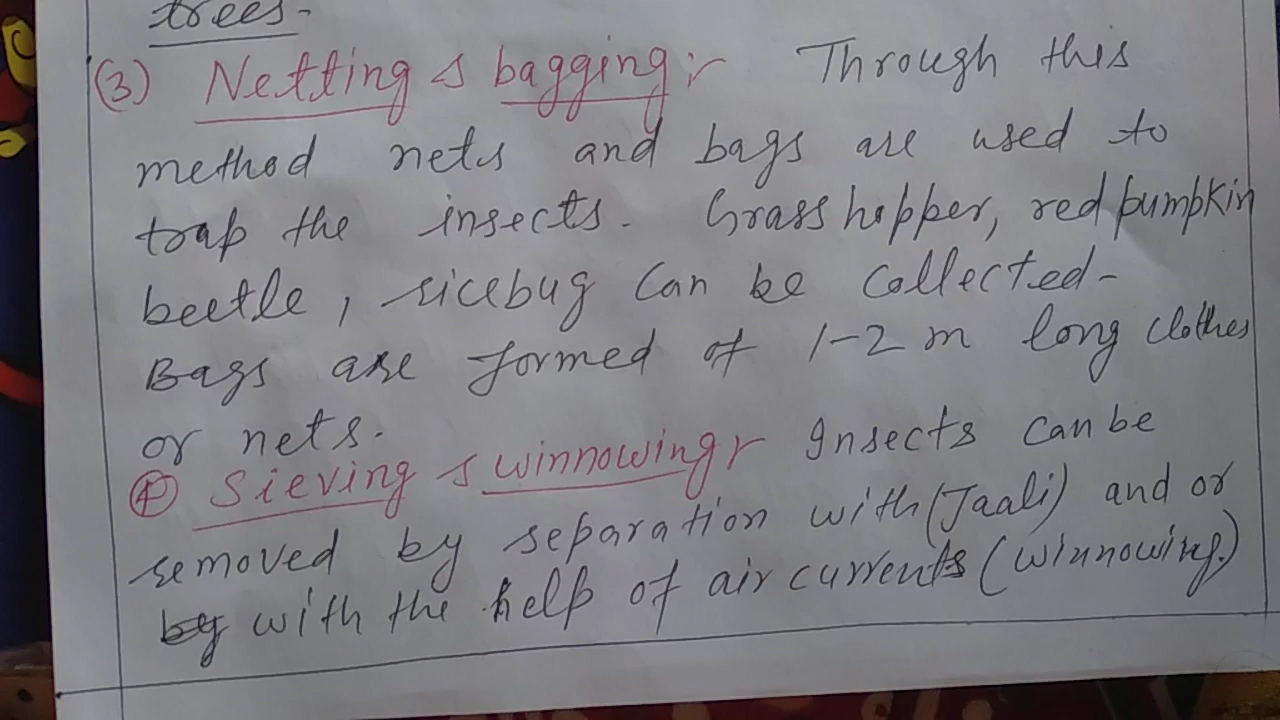 trees-
(3) Netting & bagging:- Through this
method nets and bags are used to
trap the insects. Grasshopper, red pumpkin
beetle, ricebug can be collected-
Bags are formed of 1-2 m long clothes
or nets.
(4) Sieving & winnowing- Insects can be
removed by separation with (Jaali) and or
by with the help of air currents (winnowing.)